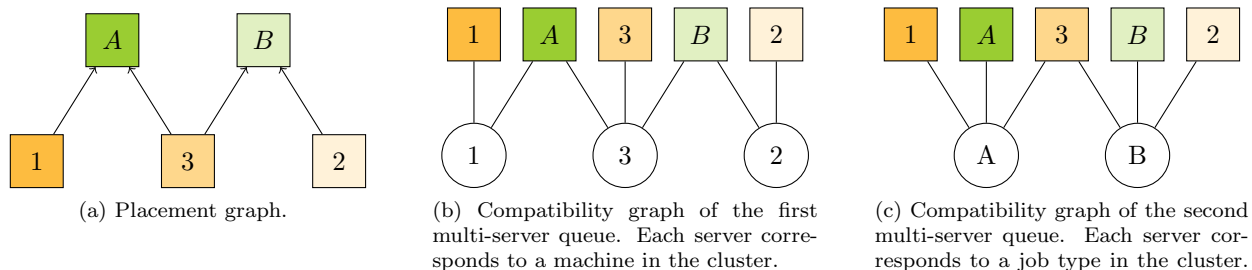 A B
1 3 2
(a) Placement graph.
1 A 3 B 2
1 3 2
(b) Compatibility graph of the first
multi-server queue. Each server corre-
sponds to a machine in the cluster.
1 A 3 B 2
A B
(c) Compatibility graph of the second
multi-server queue. Each server cor-
responds to a job type in the cluster.